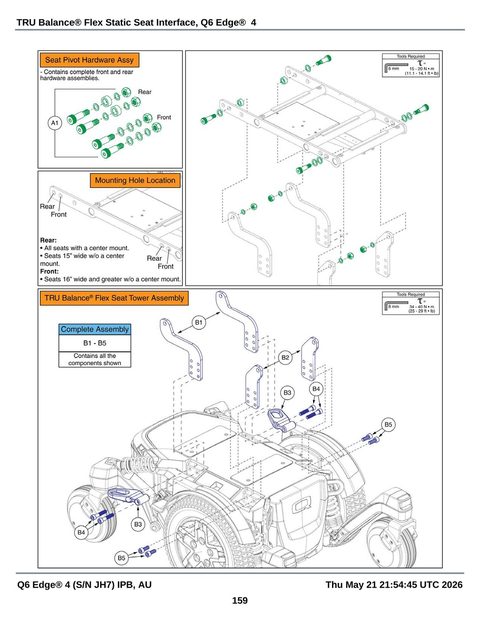 TRU Balance® Flex Static Seat Interface, Q6 Edge® 4
Seat Pivot Hardware Assy
- Contains complete front and rear
hardware assemblies.
Rear
Front
A1
Tools Required
6 mm
15 - 20 N • m
(11.1 - 14.1 ft • lb)
Mounting Hole Location
Rear
Front
Rear:
• All seats with a center mount.
• Seats 15" wide w/o a center
mount.
Front:
• Seats 16" wide and greater w/o a center mount.
Rear
Front
TRU Balance® Flex Seat Tower Assembly
Tools Required
8 mm
34 - 40 N • m
(25 - 29 ft • lb)
Complete Assembly
B1 - B5
Contains all the
components shown
B1
B2
B3
B4
B5
B4
B3
B5
Q6 Edge® 4 (S/N JH7) IPB, AU
Thu May 21 21:54:45 UTC 2026
159